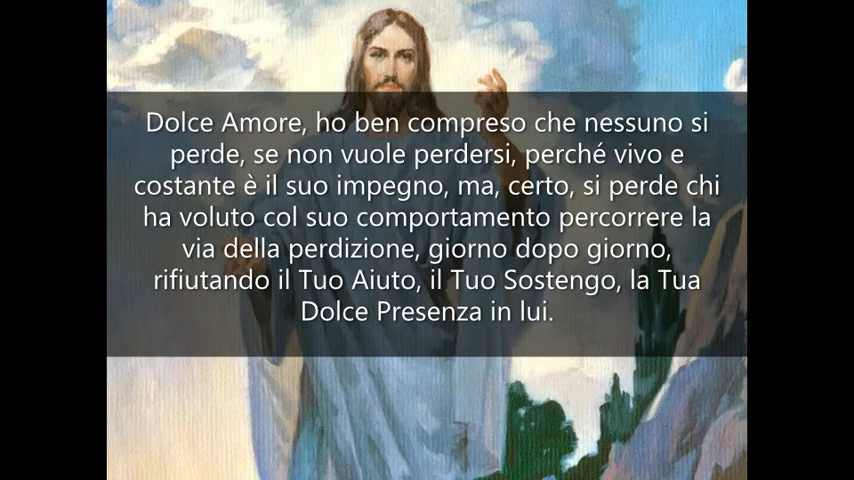 Dolce Amore, ho ben compreso che nessuno si
perde, se non vuole perdersi, perché vivo e
costante è il suo impegno, ma, certo, si perde chi
ha voluto col suo comportamento percorrere la
via della perdizione, giorno dopo giorno,
rifiutando il Tuo Aiuto, il Tuo Sostengo, la Tua
Dolce Presenza in lui.